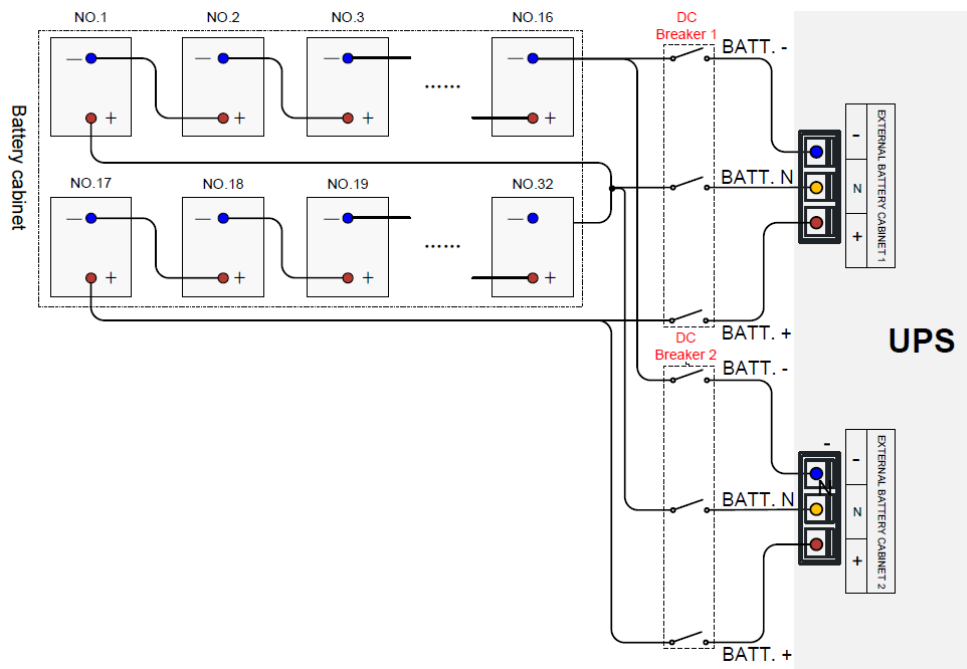 NO.1 NO.2 NO.3 NO.16
— — — —
......
+ + + +
NO.17 NO.18 NO.19 NO.32
— — — —
......
+ + + +
Battery cabinet
DC
Breaker 1
BATT. -
BATT. N
BATT. +
DC
Breaker 2
BATT. -
BATT. N
BATT. +
-
N
+
EXTERNAL BATTERY CABINET 1
UPS
-
N
-
N
+
EXTERNAL BATTERY CABINET 2